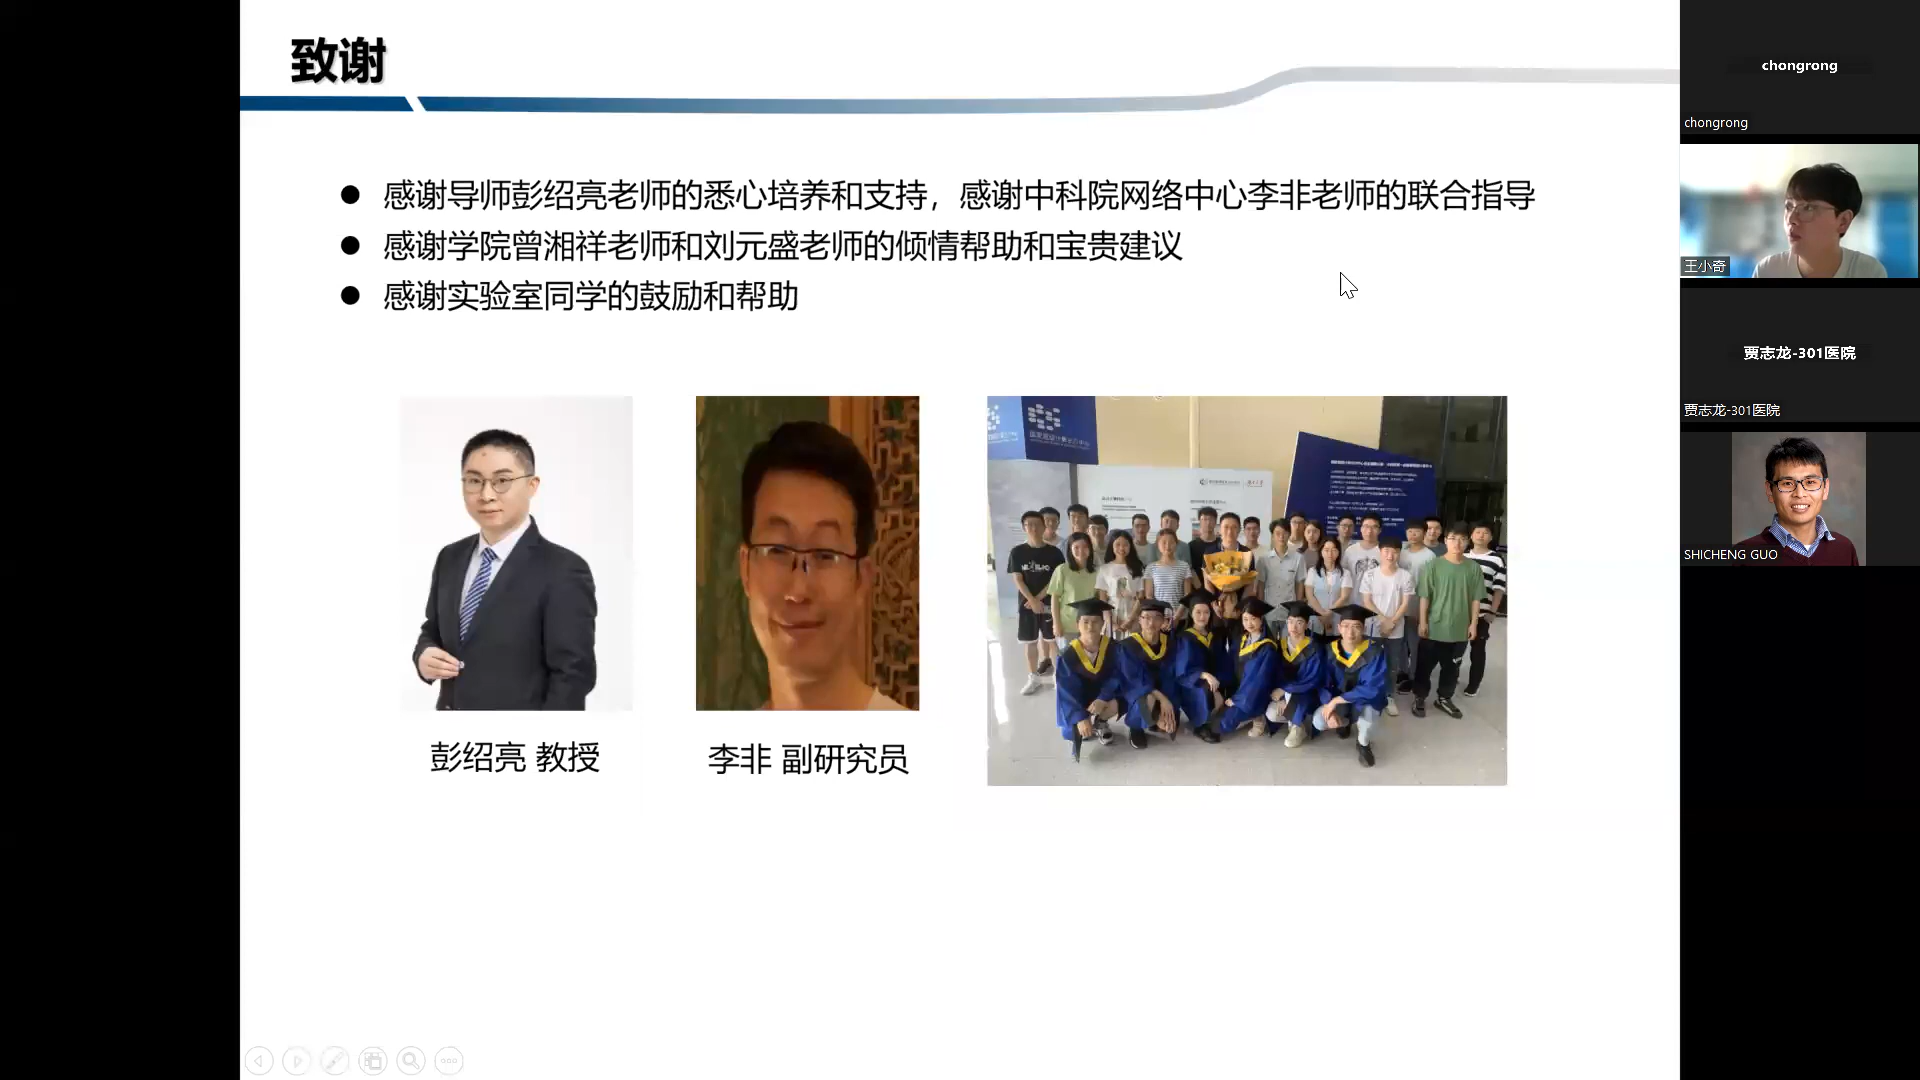 致谢
感谢导师彭绍亮老师的悉心培养和支持，感谢中科院网络中心李非老师的联合指导
感谢学院曾湘祥老师和刘元盛老师的倾情帮助和宝贵建议
感谢实验室同学的鼓励和帮助
彭绍亮 教授
李非 副研究员
chongrong
chongrong
王小奇
贾志龙-301医院
贾志龙-301医院
SHICHENG GUO